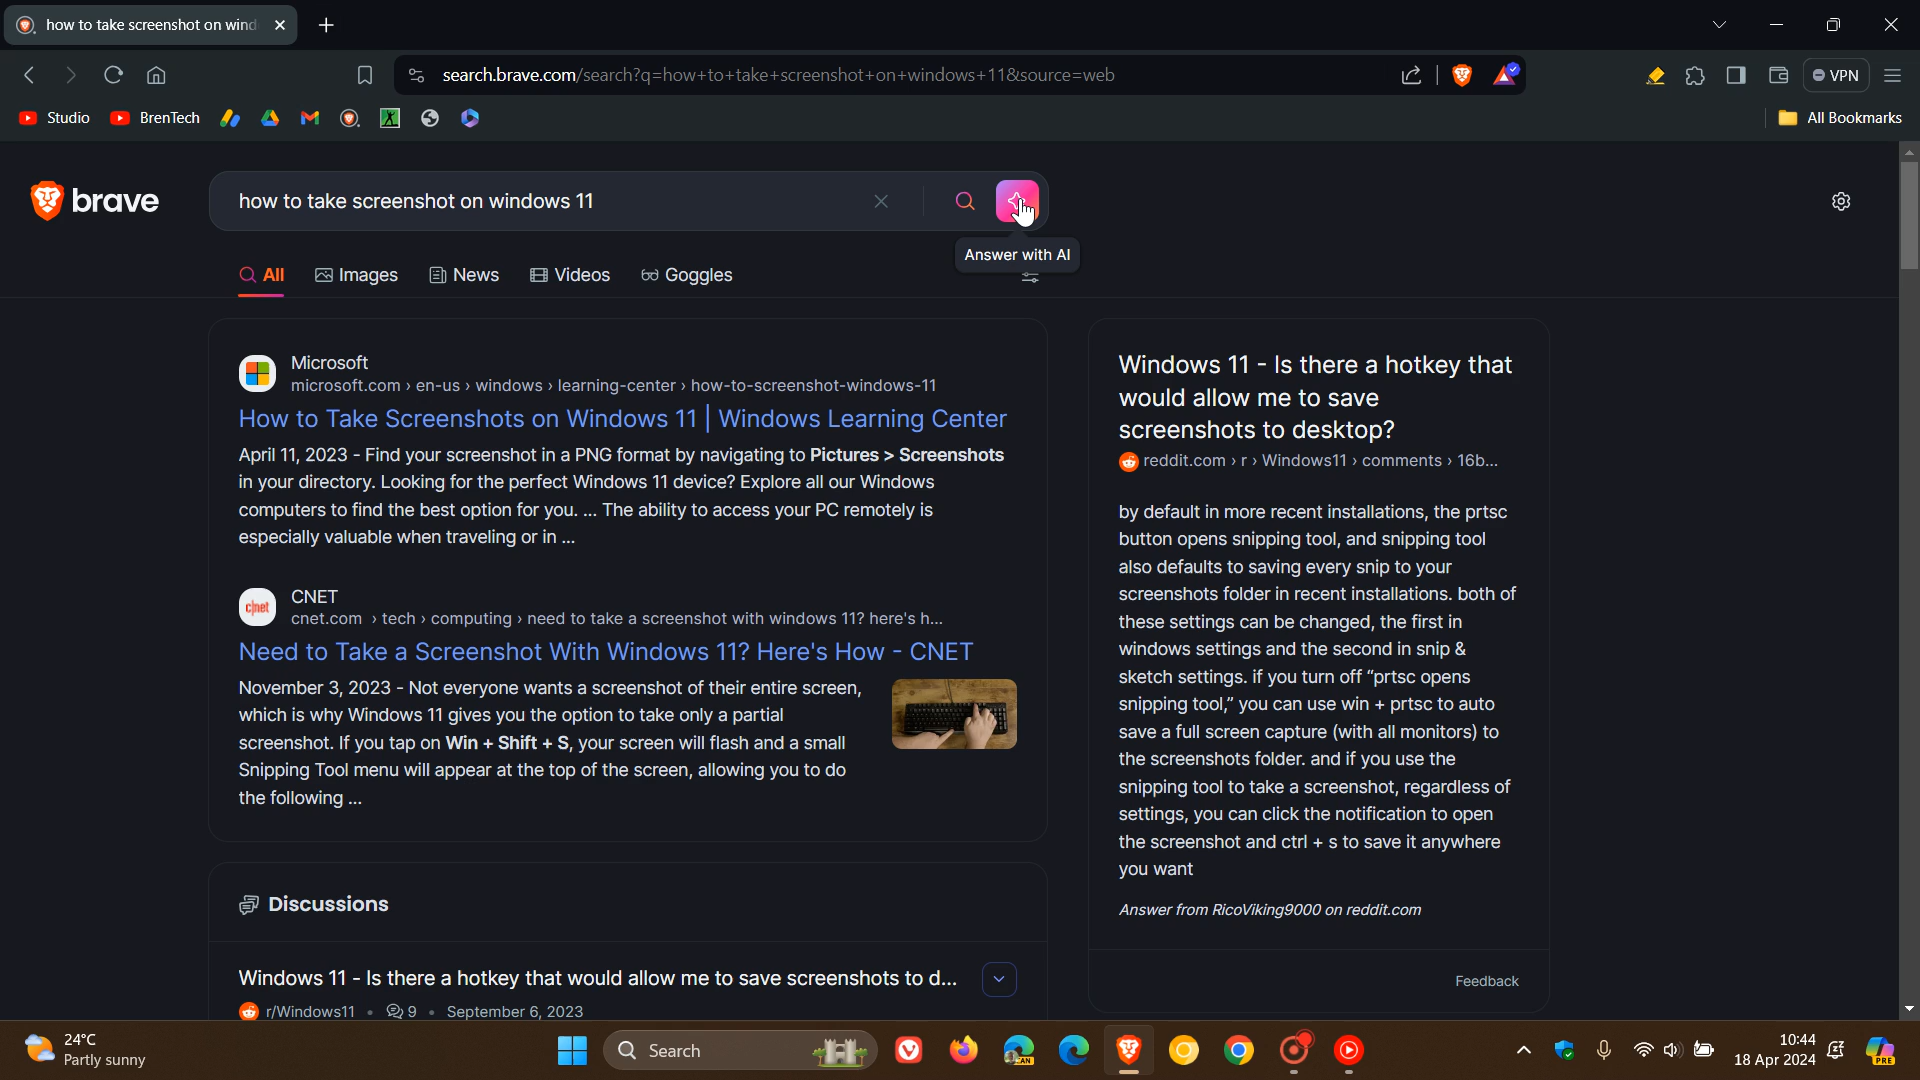 how to take screenshot on wind
search.brave.com/search?q=how+to+take+screenshot+on+windows+11&source=web
VPN
Studio
BrenTech
All Bookmarks
brave
how to take screenshot on windows 11
Answer with AI
All
Images
News
Videos
Goggles
Microsoft
microsoft.com › en-us › windows › learning-center › how-to-screenshot-windows-11
How to Take Screenshots on Windows 11 | Windows Learning Center
April 11, 2023 - Find your screenshot in a PNG format by navigating to Pictures > Screenshots
in your directory. Looking for the perfect Windows 11 device? Explore all our Windows
computers to find the best option for you. ... The ability to access your PC remotely is
especially valuable when traveling or in ...
c|net
CNET
cnet.com › tech › computing › need to take a screenshot with windows 11? here's h...
Need to Take a Screenshot With Windows 11? Here's How - CNET
November 3, 2023 - Not everyone wants a screenshot of their entire screen,
which is why Windows 11 gives you the option to take only a partial
screenshot. If you tap on Win + Shift + S, your screen will flash and a small
Snipping Tool menu will appear at the top of the screen, allowing you to do
the following ...
Discussions
Windows 11 - Is there a hotkey that would allow me to save screenshots to d...
r/Windows11 • 9 • September 6, 2023
Windows 11 - Is there a hotkey that
would allow me to save
screenshots to desktop?
reddit.com › r › Windows11 › comments › 16b...
by default in more recent installations, the prtsc
button opens snipping tool, and snipping tool
also defaults to saving every snip to your
screenshots folder in recent installations. both of
these settings can be changed, the first in
windows settings and the second in snip &
sketch settings. if you turn off “prtsc opens
snipping tool,” you can use win + prtsc to auto
save a full screen capture (with all monitors) to
the screenshots folder. and if you use the
snipping tool to take a screenshot, regardless of
settings, you can click the notification to open
the screenshot and ctrl + s to save it anywhere
you want
Answer from RicoViking9000 on reddit.com
Feedback
24°C
Partly sunny
Search
CAN
10:44
18 Apr 2024
PRE